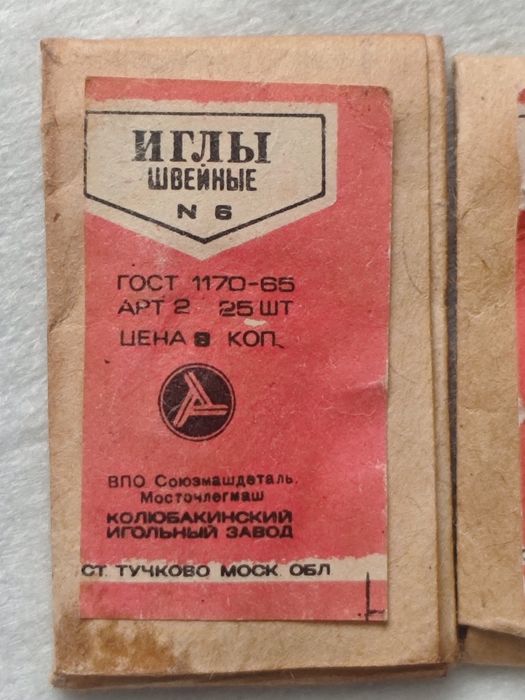 ИГЛЫ
ШВЕЙНЫЕ
N 6
ГОСТ 1170-65
АРТ 2 25 ШТ
ЦЕНА 8 КОП.
ВПО Союзмашдеталь.
Мосточлегмаш
КОЛЮБАКИНСКИЙ
ИГОЛЬНЫЙ ЗАВОД
СТ. ТУЧКОВО МОСК. ОБЛ